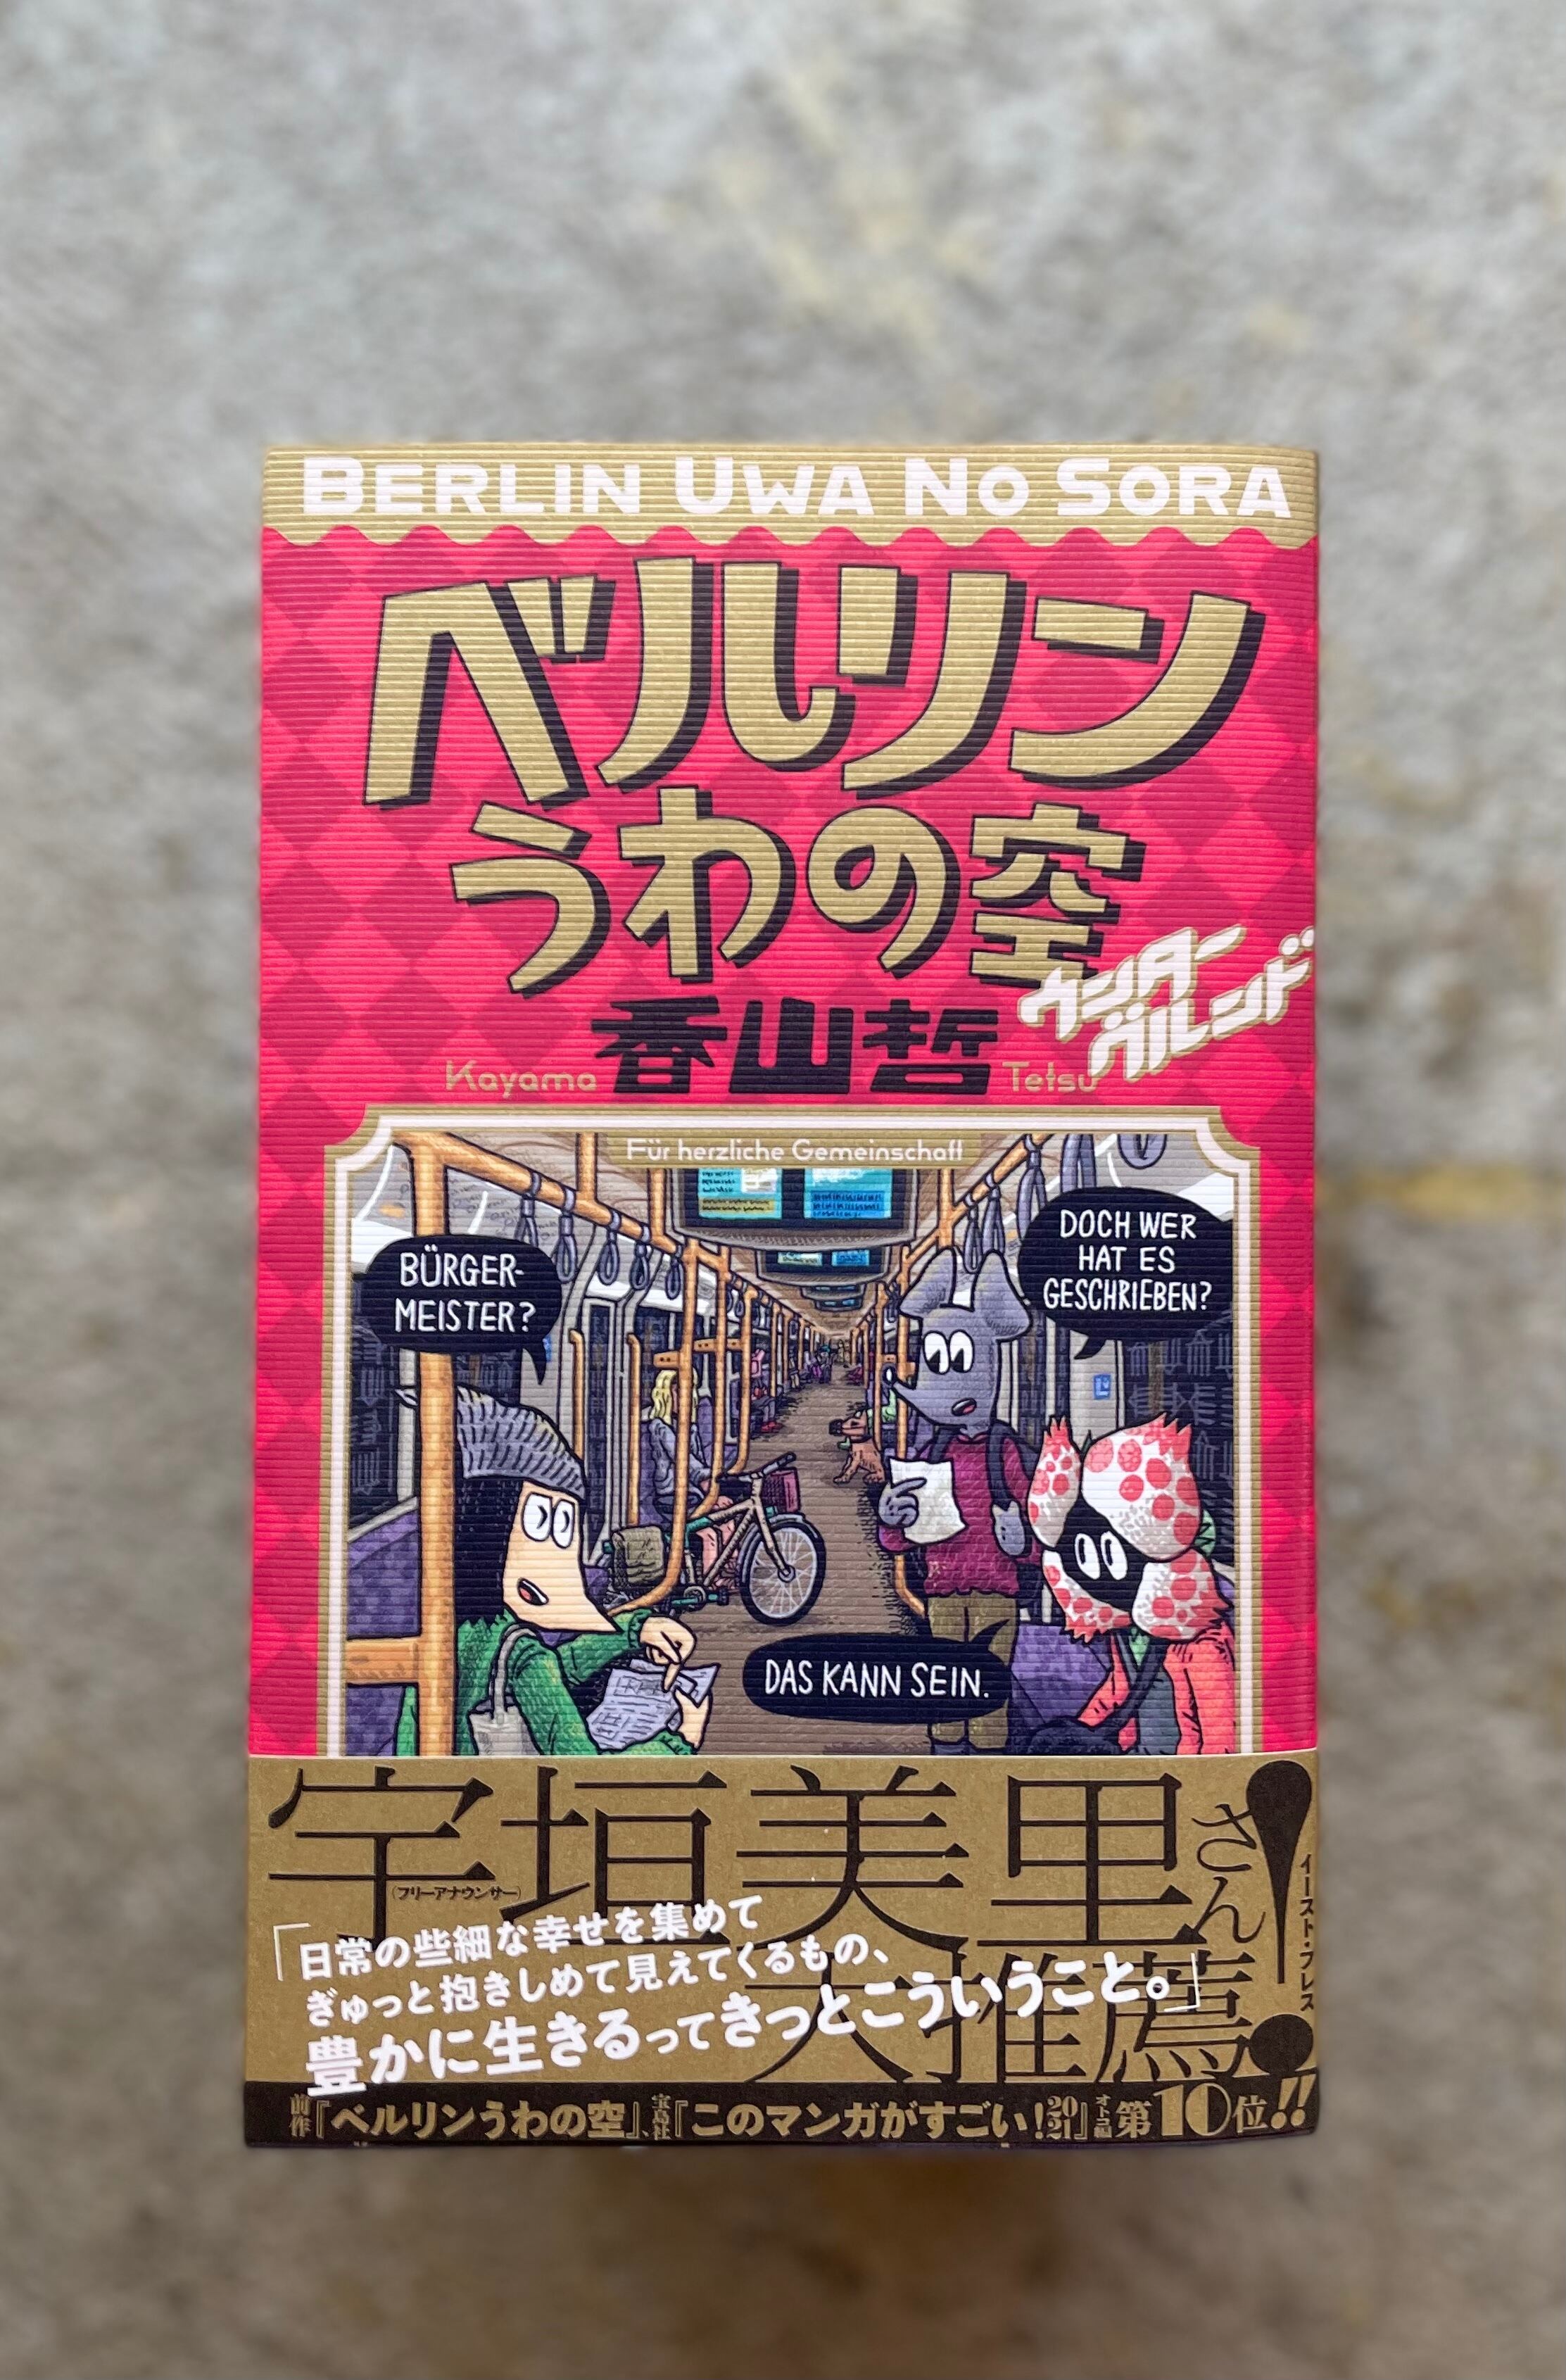 BERLIN UWA NO SORA
ベルリン
うわの空
ウンター
グルンド
Kayama 香山哲 Tetsu
Für herzliche Gemeinschaft
BÜRGER-
MEISTER?
DOCH WER
HAT ES
GESCHRIEBEN?
DAS KANN SEIN.
宇垣美里さん
(フリーアナウンサー)
大推薦!
「日常の些細な幸せを集めて
ぎゅっと抱きしめて見えてくるもの、
豊かに生きるってきっとこういうこと。」
イースト・プレス
前作『ベルリンうわの空』、宝島社『このマンガがすごい!2021』オトコ編 第10位!!